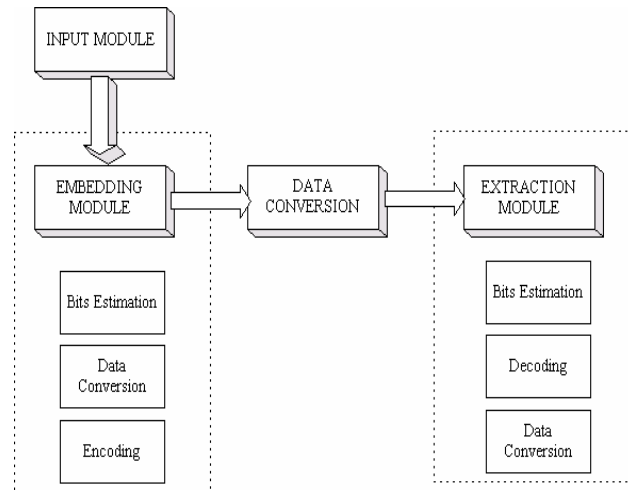 INPUT MODULE
EMBEDDING
MODULE
DATA
CONVERSION
EXTRACTION
MODULE
Bits Estimation
Data
Conversion
Encoding
Bits Estimation
Decoding
Data
Conversion